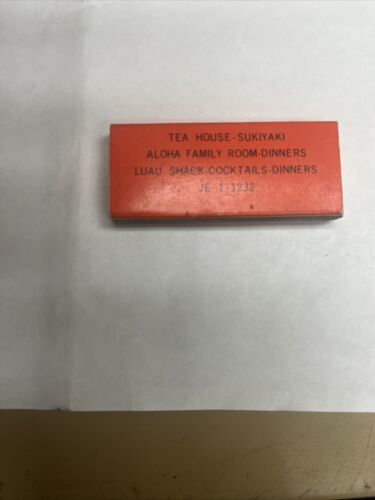 TEA HOUSE-SUKIYAKI
ALOHA FAMILY ROOM-DINNERS
LUAU SHACK-COCKTAILS-DINNERS
JE 1-1232